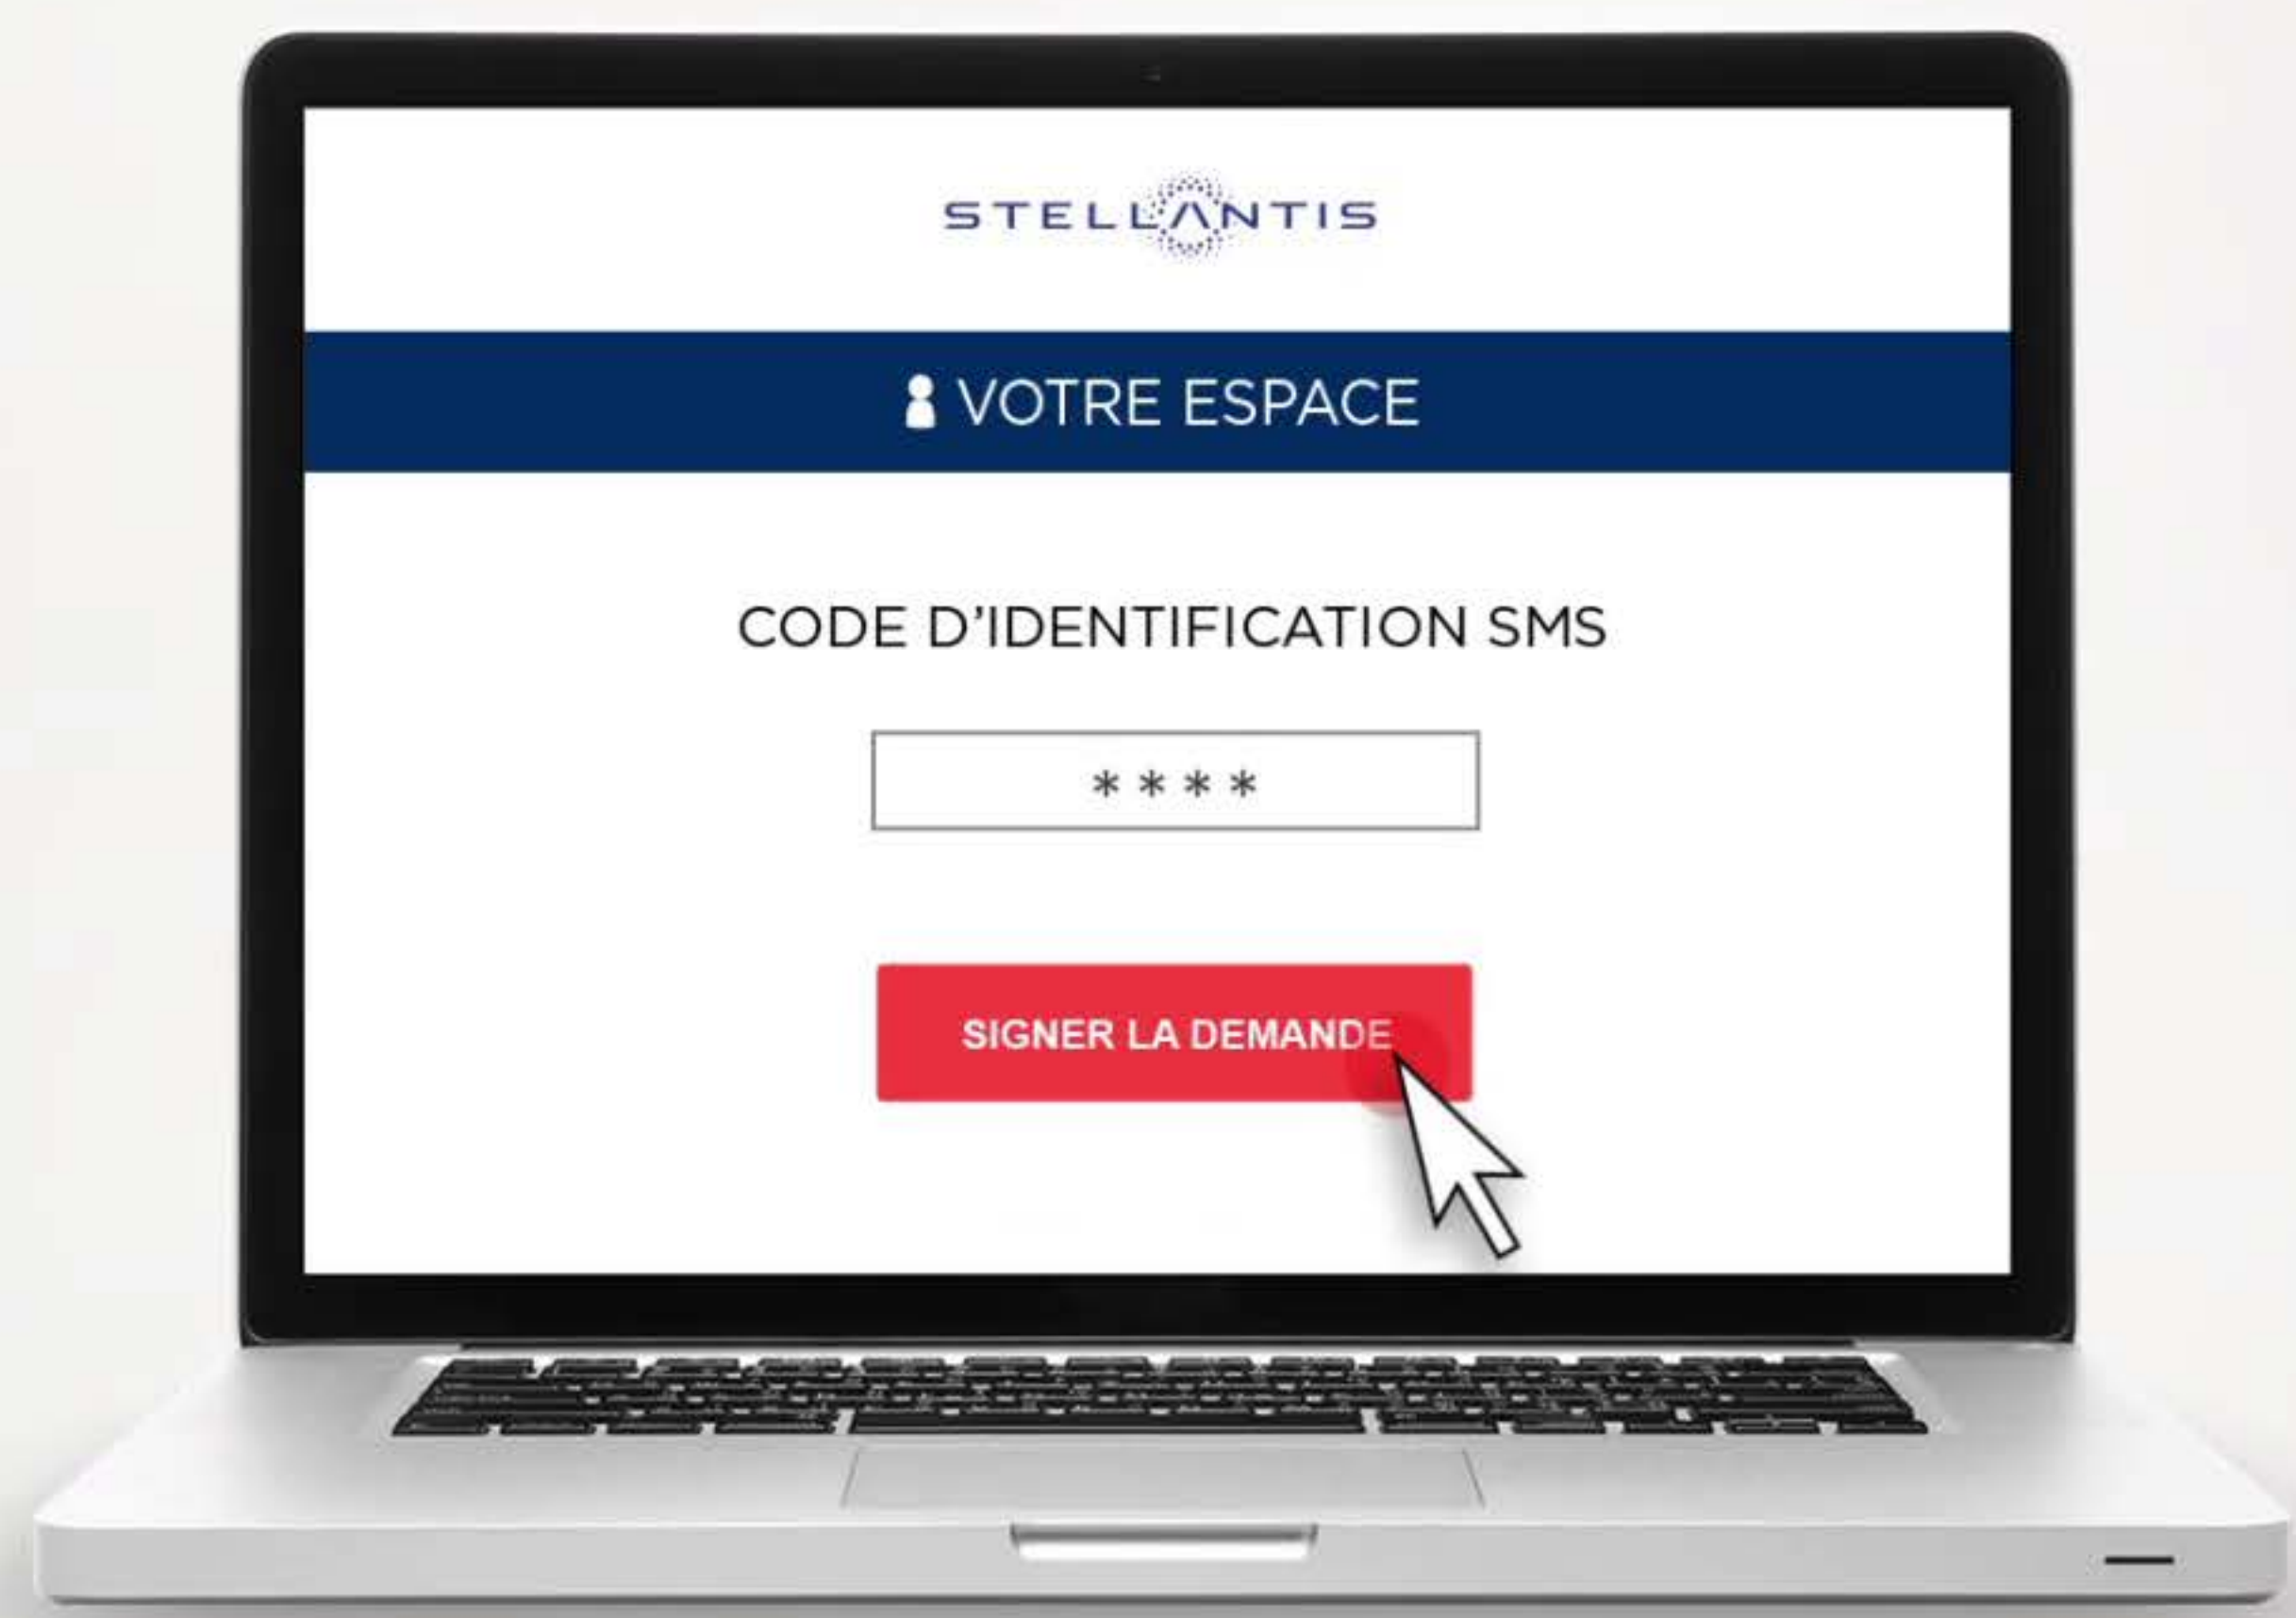 STELLANTIS
VOTRE ESPACE
CODE D'IDENTIFICATION SMS
****
SIGNER LA DEMANDE